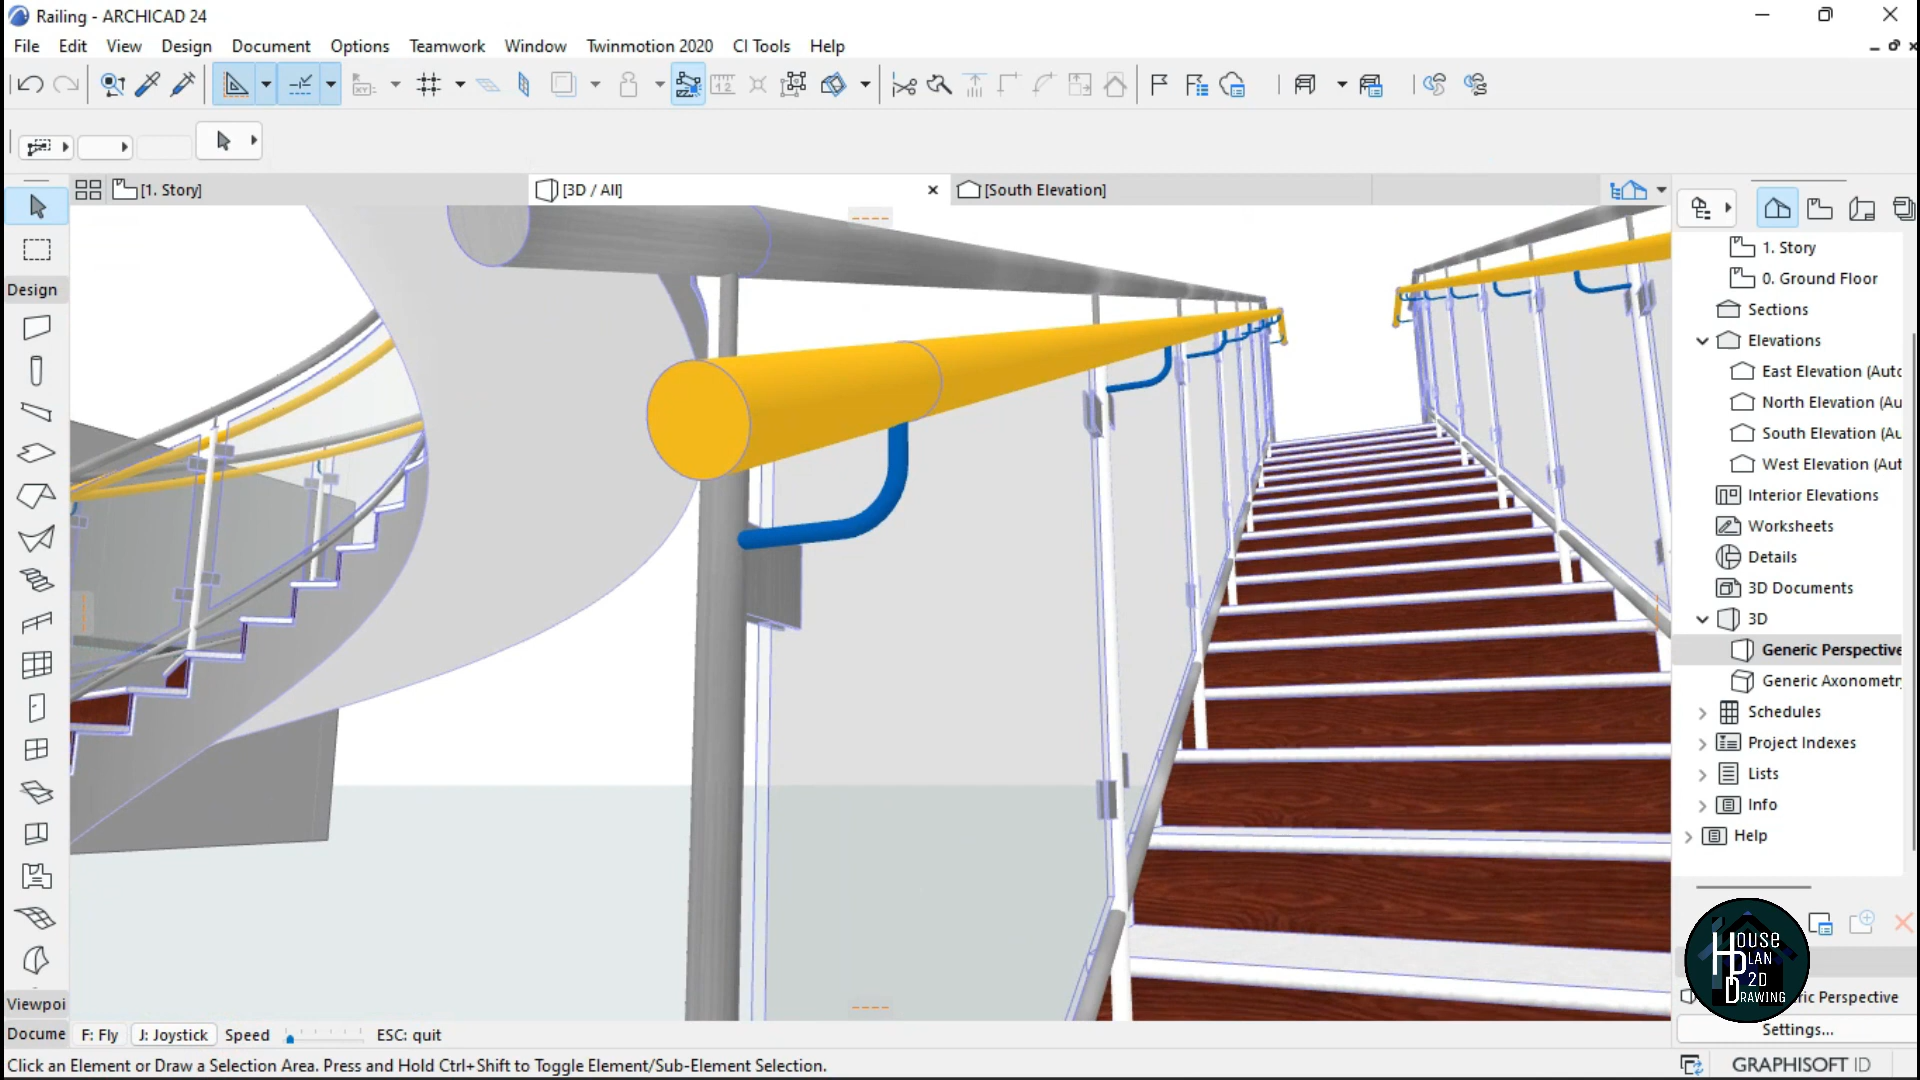 Railing - ARCHICAD 24
File Edit View Design Document Options Teamwork Window Twinmotion 2020 CI Tools Help
[1. Story] [3D / All] [South Elevation]
Design
1. Story
0. Ground Floor
Sections
Elevations
East Elevation (Auto
North Elevation (Au
South Elevation (Au
West Elevation (Aut
Interior Elevations
Worksheets
Details
3D Documents
3D
Generic Perspective
Generic Axonometr
Schedules
Project Indexes
Lists
Info
Help
House
Plan
2D
Drawing
ric Perspective
Settings...
Viewpoi
Docume F: Fly J: Joystick Speed ESC: quit
Click an Element or Draw a Selection Area. Press and Hold Ctrl+Shift to Toggle Element/Sub-Element Selection.
GRAPHISOFT ID